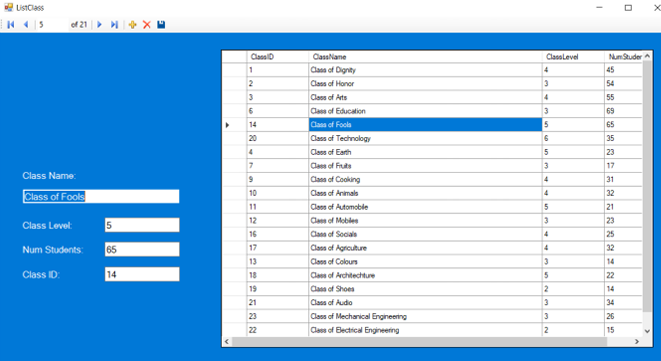 ListClass
5 of 21
ClassID ClassName ClassLevel NumStuder
1 Class of Dignity 4 45
2 Class of Honor 3 54
3 Class of Arts 4 55
6 Class of Education 3 69
14 Class of Fools 5 65
20 Class of Technology 6 35
4 Class of Earth 5 23
7 Class of Fruits 3 17
9 Class of Cooking 4 31
10 Class of Animals 4 32
11 Class of Automobile 5 21
12 Class of Mobiles 3 23
16 Class of Socials 4 25
17 Class of Agriculture 4 32
13 Class of Colours 3 14
18 Class of Architechture 5 22
19 Class of Shoes 2 14
21 Class of Audio 3 34
23 Class of Mechanical Engineering 3 26
22 Class of Electrical Engineering 2 15
Class Name:
Class of Fools
Class Level: 5
Num Students: 65
Class ID: 14